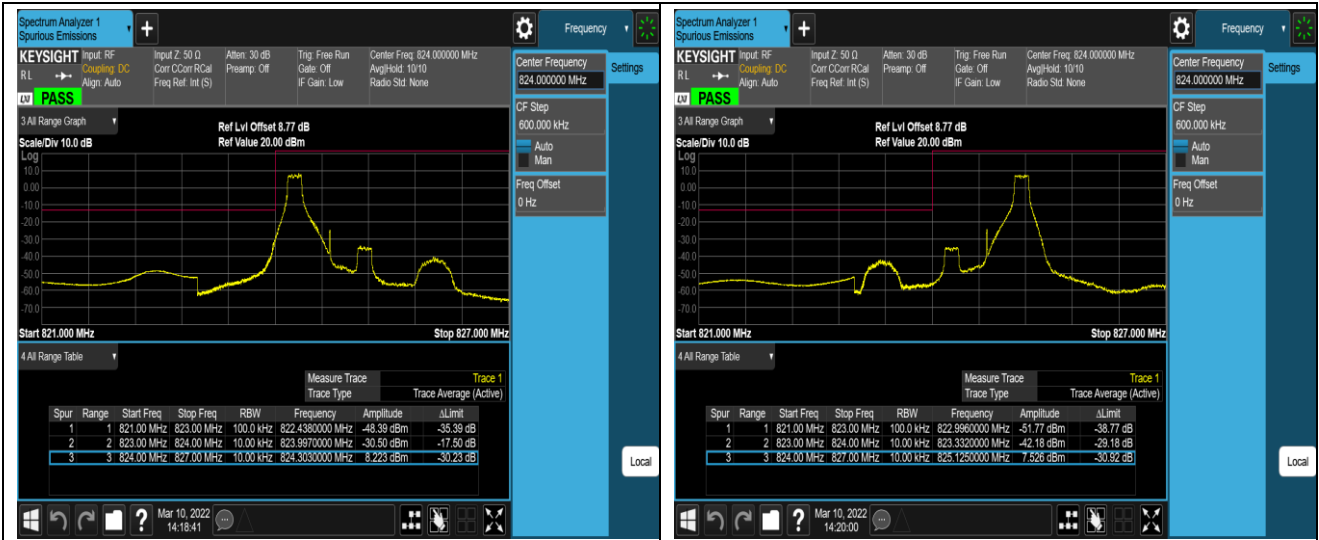 Spectrum Analyzer 1
Spurious Emissions
Frequency
KEYSIGHT Input: RF Input Z: 50 Ω Atten: 30 dB Trig: Free Run Center Freq: 824.000000 MHz
Coupling: DC Corr CCorr RCal Preamp: Off Gate: Off Avg|Hold: 10/10
R L Align: Auto Freq Ref: Int (S) IF Gain: Low Radio Std: None
LXI PASS
Center Frequency
824.000000 MHz
Settings
CF Step
600.000 kHz
Auto
Man
Freq Offset
0 Hz
3 All Range Graph
Ref Lvl Offset 8.77 dB
Scale/Div 10.0 dB Ref Value 20.00 dBm
Log
10.0
0.00
-10.0
-20.0
-30.0
-40.0
-50.0
-60.0
-70.0
Start 821.000 MHz Stop 827.000 MHz
4 All Range Table
Measure Trace Trace 1
Trace Type Trace Average (Active)
Spur Range Start Freq Stop Freq RBW Frequency Amplitude ΔLimit
1 1 821.00 MHz 823.00 MHz 100.0 kHz 822.4380000 MHz -48.39 dBm -35.39 dB
2 2 823.00 MHz 824.00 MHz 10.00 kHz 823.9970000 MHz -30.50 dBm -17.50 dB
3 3 824.00 MHz 827.00 MHz 10.00 kHz 824.3030000 MHz 8.223 dBm -30.23 dB
Local
? Mar 10, 2022
14:18:41
Spectrum Analyzer 1
Spurious Emissions
Frequency
KEYSIGHT Input: RF Input Z: 50 Ω Atten: 30 dB Trig: Free Run Center Freq: 824.000000 MHz
Coupling: DC Corr CCorr RCal Preamp: Off Gate: Off Avg|Hold: 10/10
R L Align: Auto Freq Ref: Int (S) IF Gain: Low Radio Std: None
LXI PASS
Center Frequency
824.000000 MHz
Settings
CF Step
600.000 kHz
Auto
Man
Freq Offset
0 Hz
3 All Range Graph
Ref Lvl Offset 8.77 dB
Scale/Div 10.0 dB Ref Value 20.00 dBm
Log
10.0
0.00
-10.0
-20.0
-30.0
-40.0
-50.0
-60.0
-70.0
Start 821.000 MHz Stop 827.000 MHz
4 All Range Table
Measure Trace Trace 1
Trace Type Trace Average (Active)
Spur Range Start Freq Stop Freq RBW Frequency Amplitude ΔLimit
1 1 821.00 MHz 823.00 MHz 100.0 kHz 822.9960000 MHz -51.77 dBm -38.77 dB
2 2 823.00 MHz 824.00 MHz 10.00 kHz 823.3320000 MHz -42.18 dBm -29.18 dB
3 3 824.00 MHz 827.00 MHz 10.00 kHz 825.1250000 MHz 7.526 dBm -30.92 dB
Local
? Mar 10, 2022
14:20:00